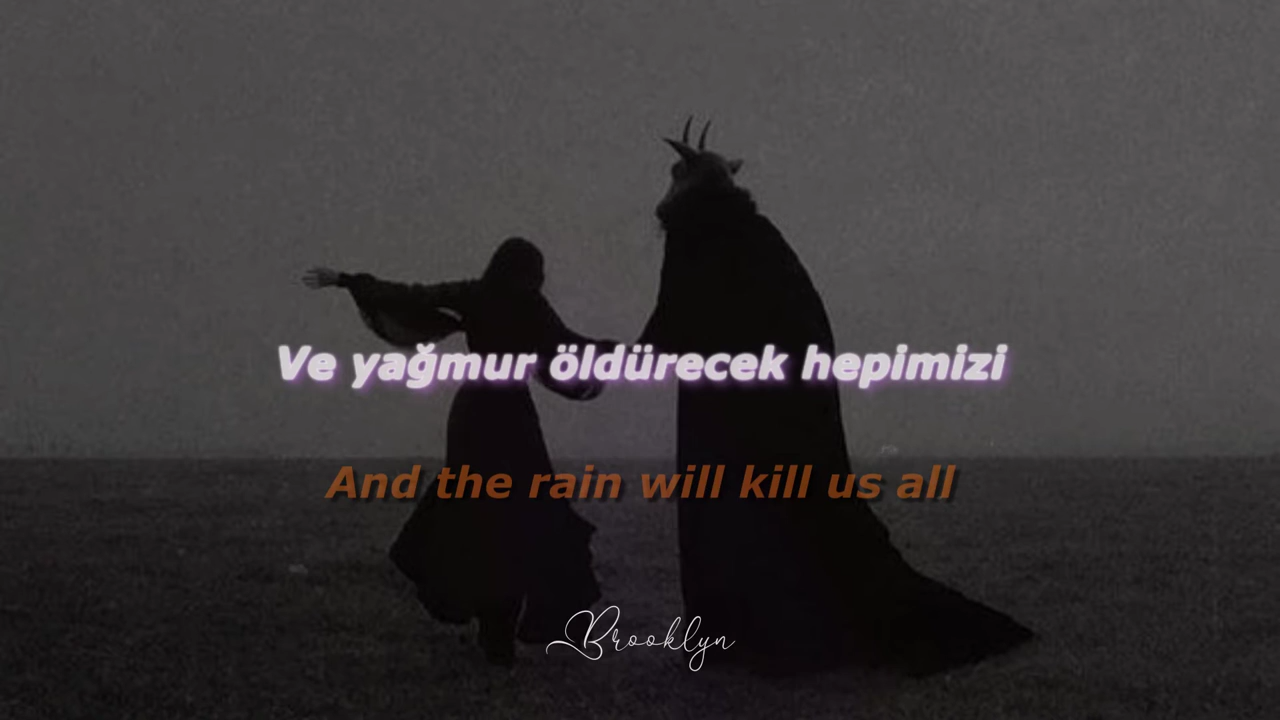 Ve yağmur öldürecek hepimizi
And the rain will kill us all
Brooklyn